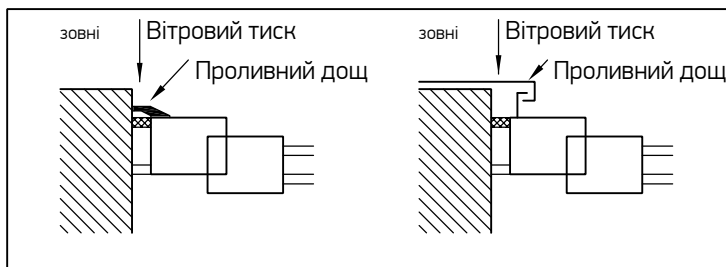 зовні
Вітровий тиск
Проливний дощ
зовні
Вітровий тиск
Проливний дощ